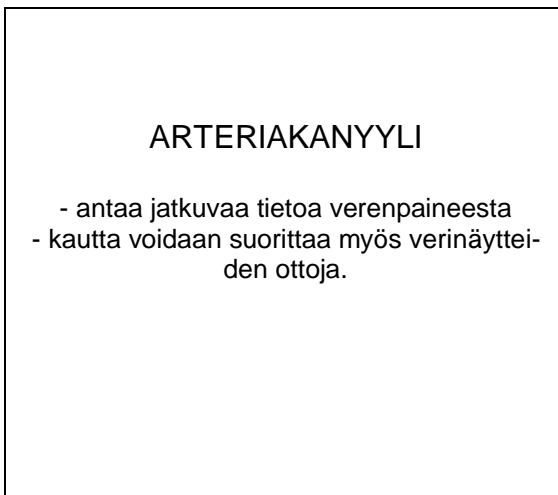 ARTERIAKANYYLI
- antaa jatkuvaa tietoa verenpaineesta
- kautta voidaan suorittaa myös verinäyttei-
den ottoja.